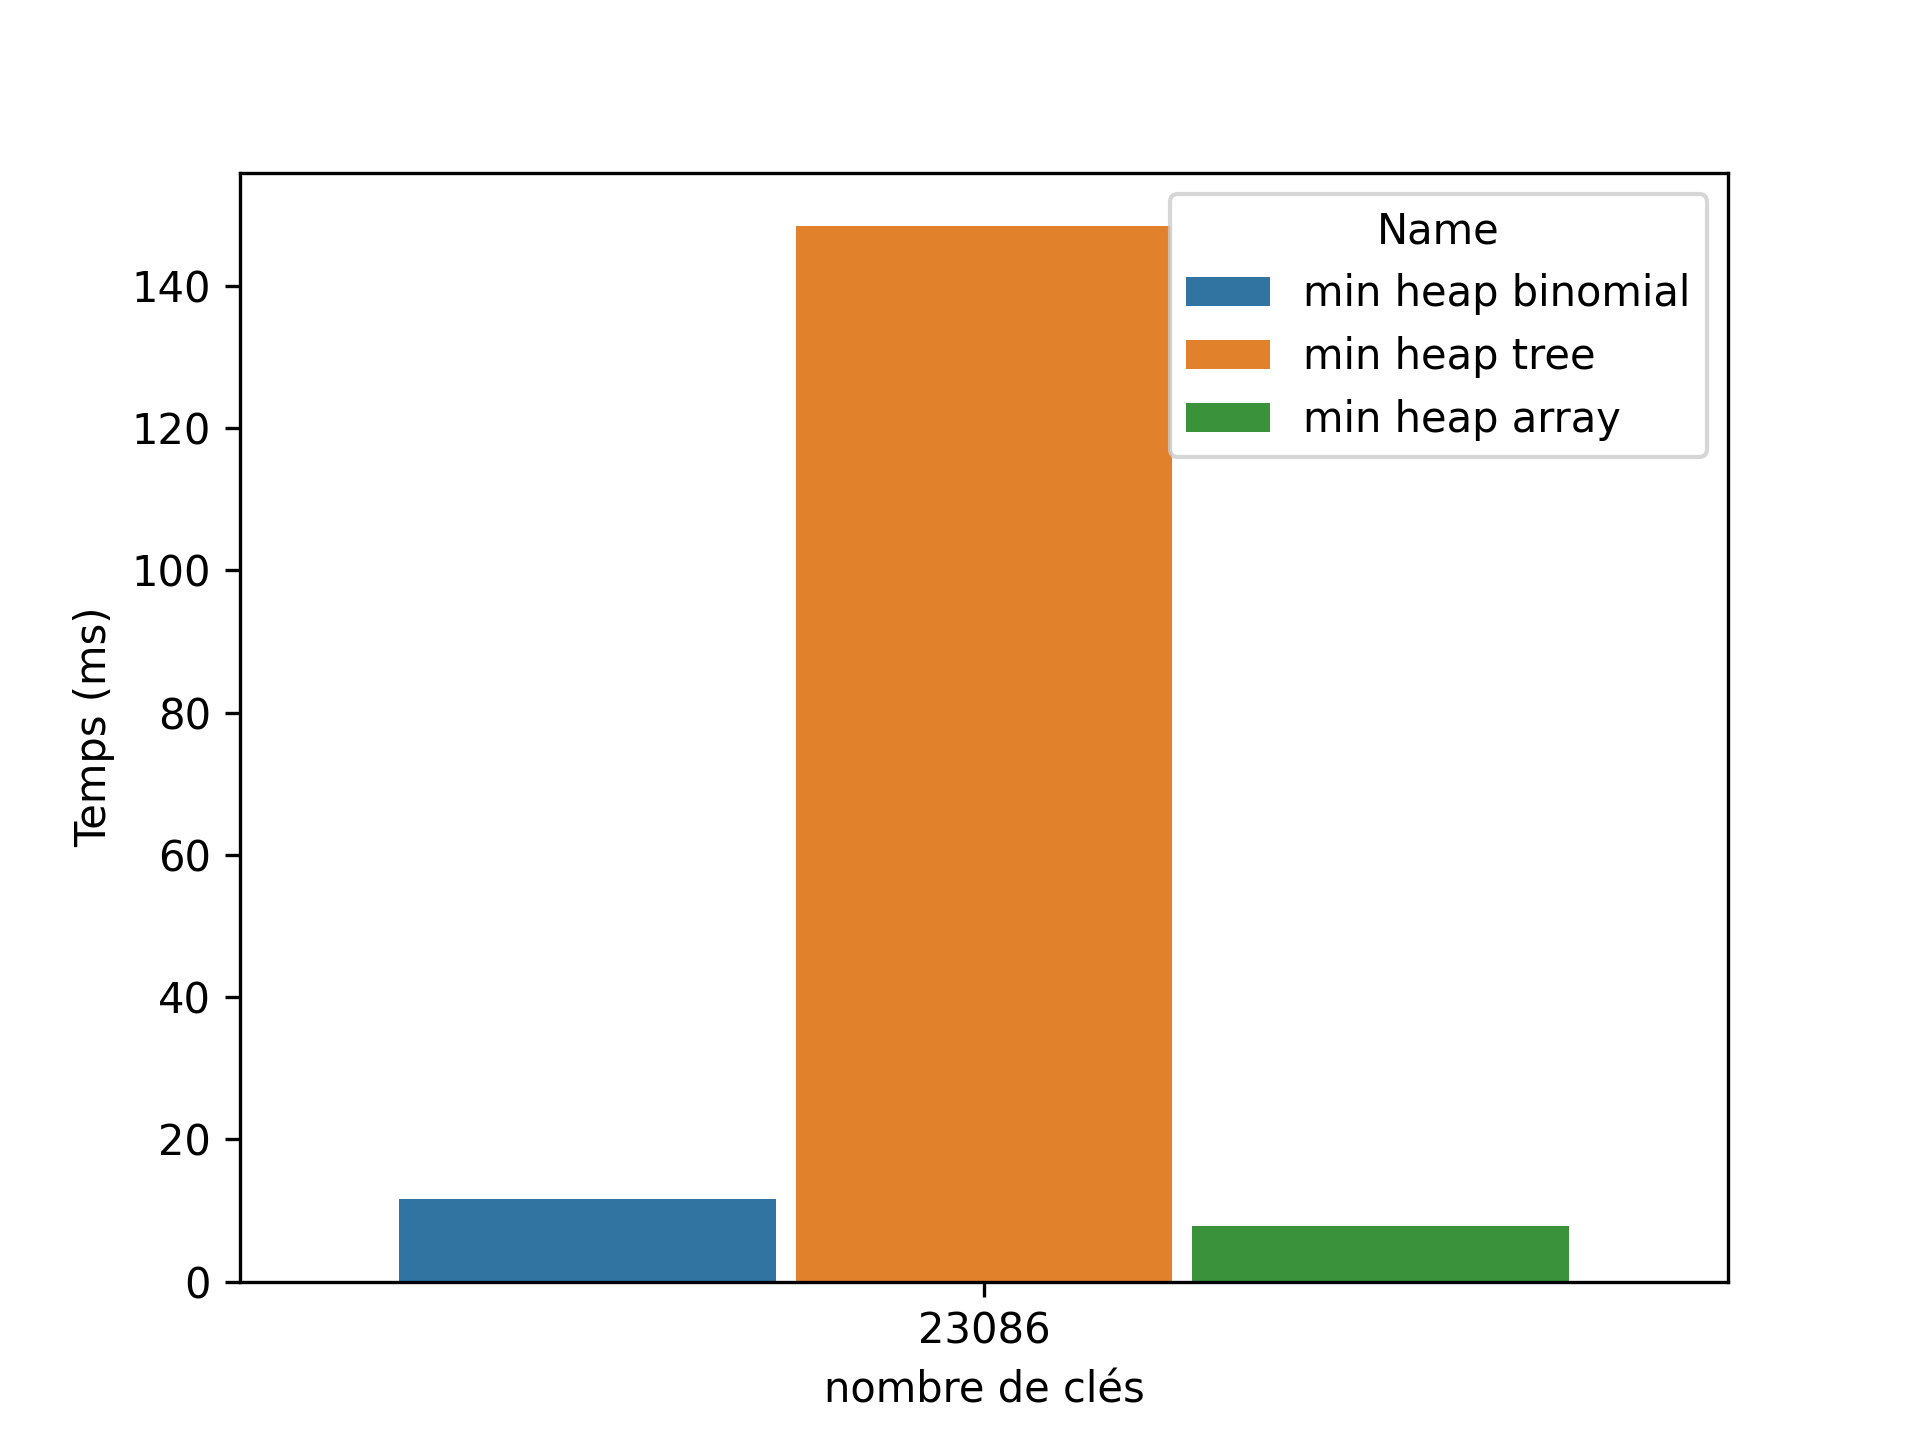 Name
min heap binomial
min heap tree
min heap array
140
120
100
80
60
40
20
0
Temps (ms)
23086
nombre de clés